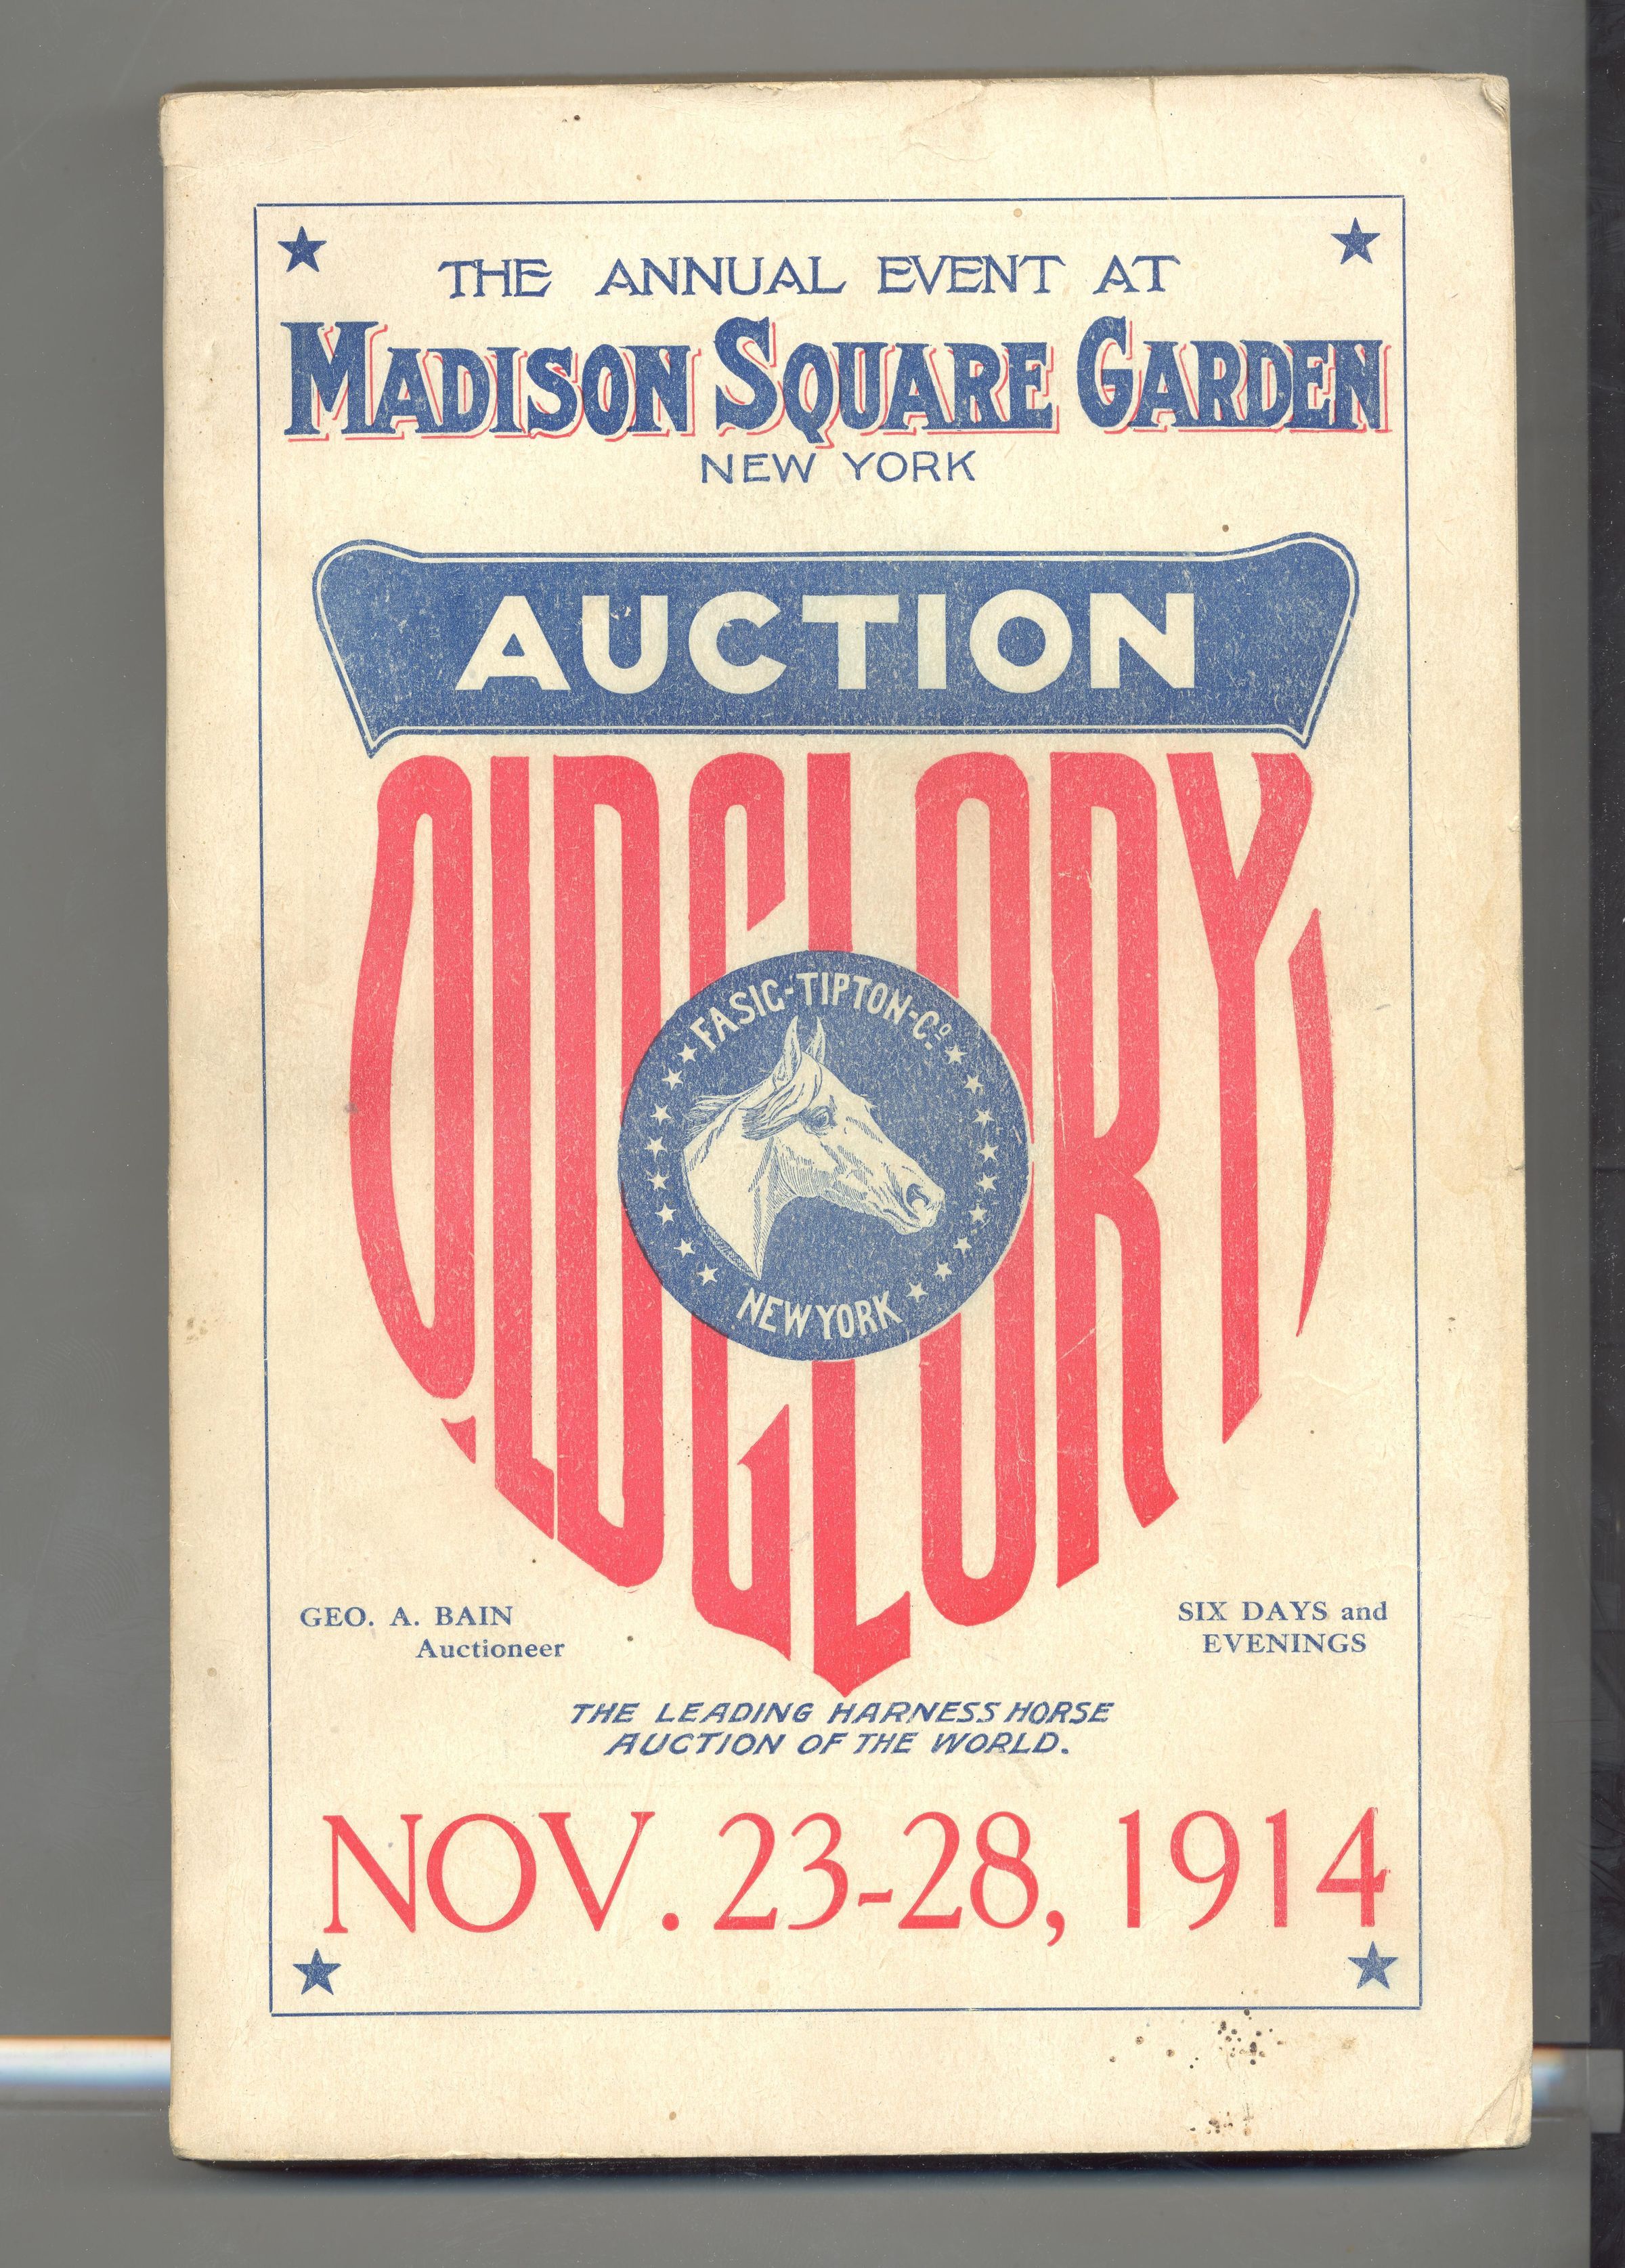 THE ANNUAL EVENT AT
MADISON SQUARE GARDEN
NEW YORK
AUCTION
OLD GLORY
FASIG-TIPTON-Co.
NEW YORK
GEO. A. BAIN
Auctioneer
SIX DAYS and
EVENINGS
THE LEADING HARNESS HORSE
AUCTION OF THE WORLD.
NOV. 23-28, 1914